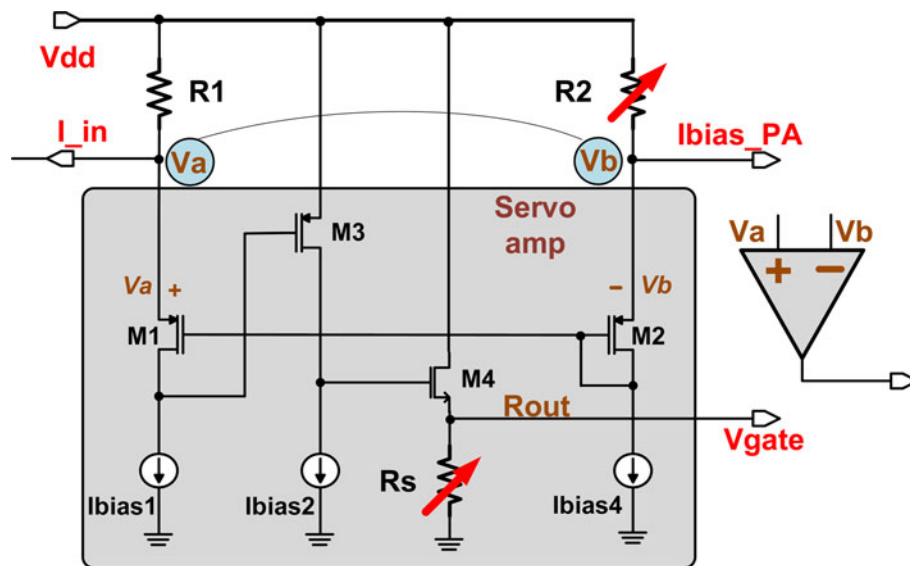 Vdd
R1
R2
I_in
Va
Vb
Ibias_PA
Servo
amp
M3
Va
Vb
+
−
Va
+
−
Vb
M1
M2
M4
Rout
Vgate
Rs
Ibias1
Ibias2
Ibias4